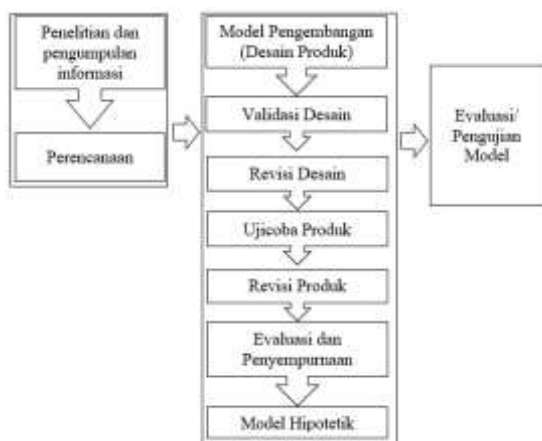 Penelitian dan
pengumpulan
informasi
Perencanaan
Model Pengembangan
(Desain Produk)
Validasi Desain
Revisi Desain
Ujicoba Produk
Revisi Produk
Evaluasi dan
Penyempurnaan
Model Hipotetik
Evaluasi/
Pengujian
Model